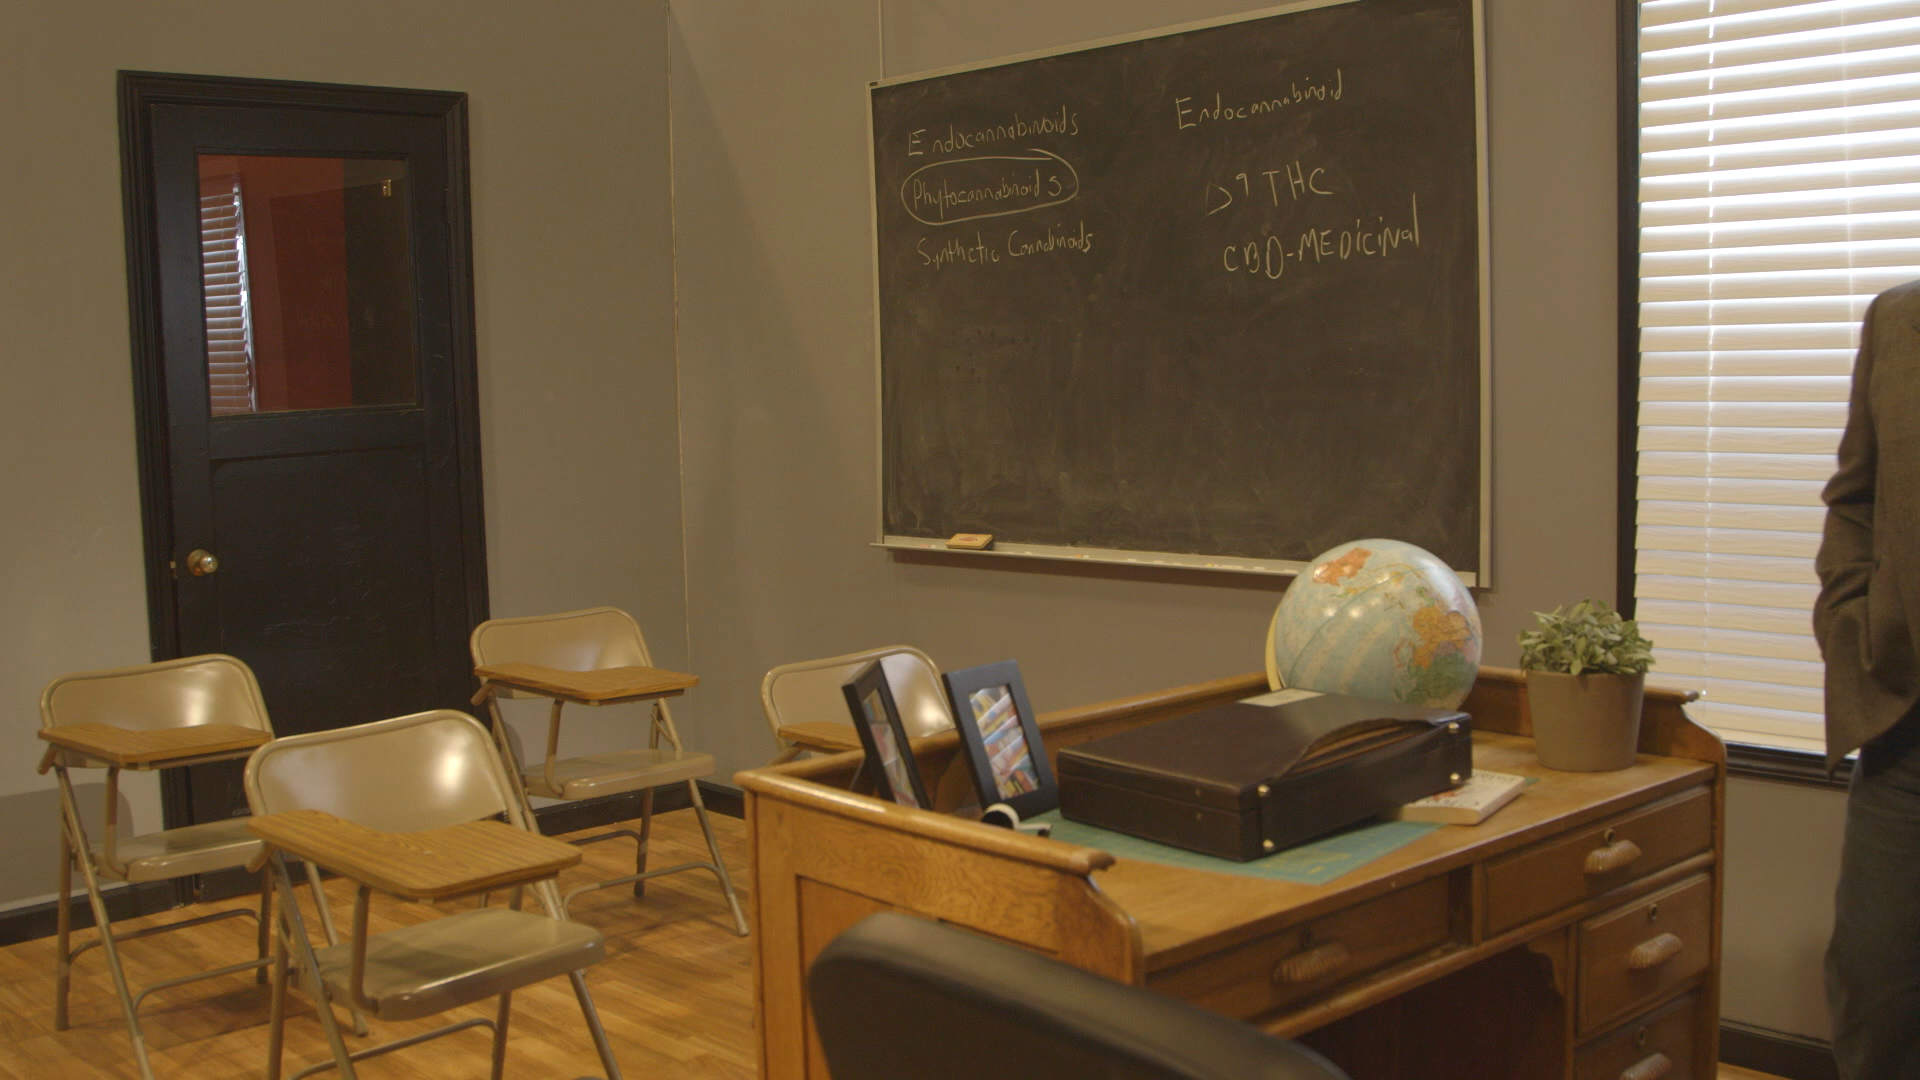 Endocannabinoids
Phytocannabinoids
Synthetic Cannabinoids
Endocannabinoid
Δ9 THC
CBD-MEDiciNal